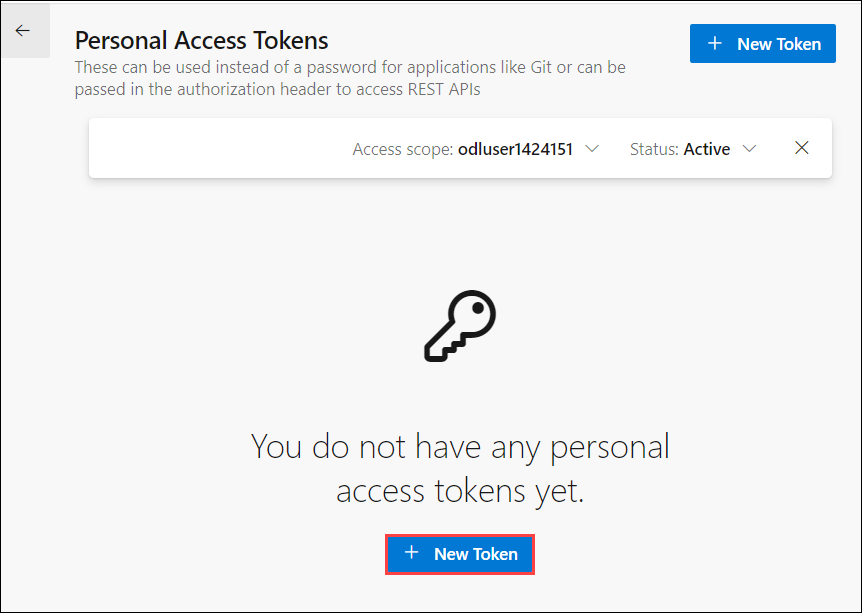 Personal Access Tokens
New Token
These can be used instead of a password for applications like Git or can be
passed in the authorization header to access REST APIs
Access scope: odluser1424151 Status: Active
You do not have any personal
access tokens yet.
New Token